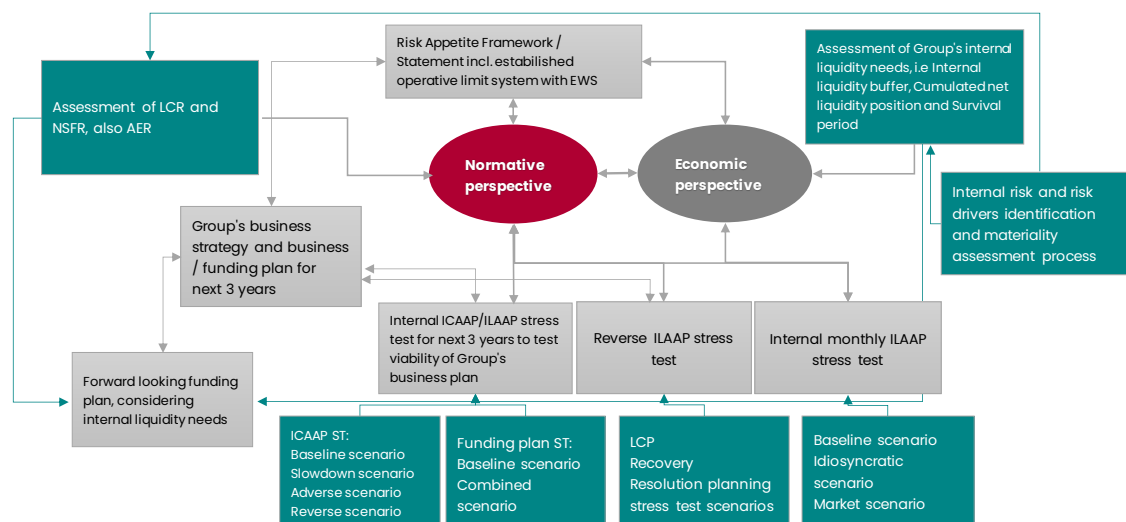 Risk Appetite Framework /
Statement incl. estabilished
operative limit system with EWS
Assessment of Group's internal
liquidity needs, i.e Internal
liquidity buffer, Cumulated net
liquidity position and Survival
period
Assessment of LCR and
NSFR, also AER
Normative
perspective
Economic
perspective
Internal risk and risk
drivers identification
and materiality
assessment process
Group's business
strategy and business
/ funding plan for
next 3 years
Internal ICAAP/ILAAP stress
test for next 3 years to test
viability of Group's
business plan
Reverse ILAAP stress
test
Internal monthly ILAAP
stress test
Forward looking funding
plan, considering
internal liquidity needs
ICAAP ST:
Baseline scenario
Slowdown scenario
Adverse scenario
Reverse scenario
Funding plan ST:
Baseline scenario
Combined
scenario
LCP
Recovery
Resolution planning
stress test scenarios
Baseline scenario
Idiosyncratic
scenario
Market scenario